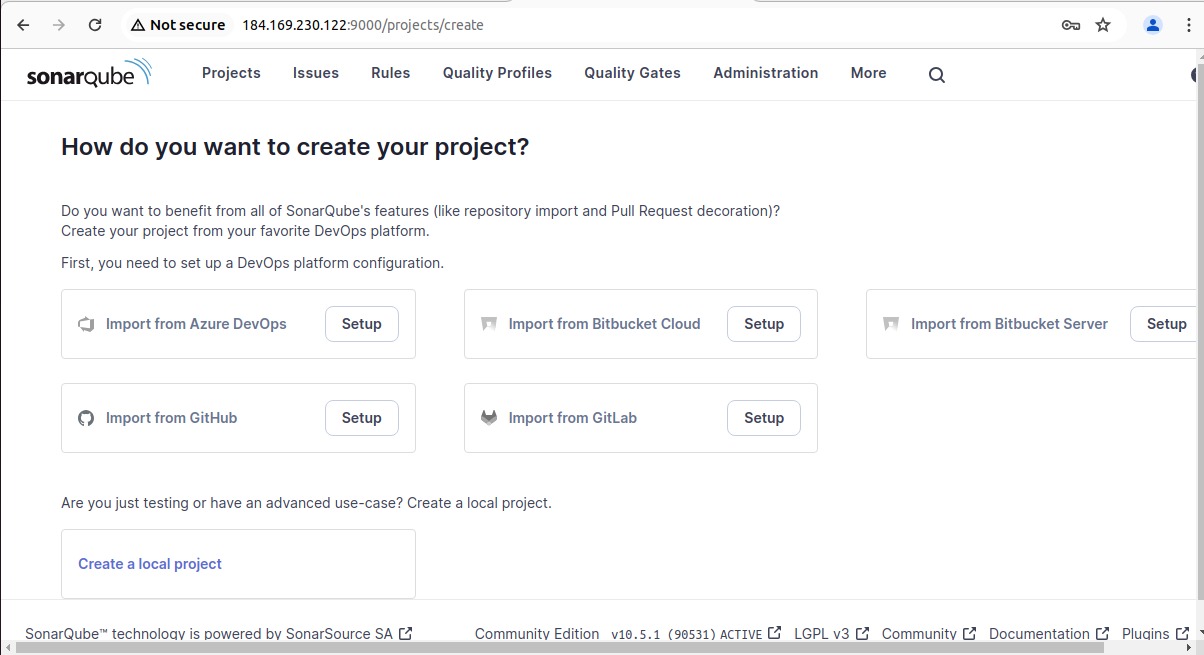 Not secure 184.169.230.122:9000/projects/create
sonarqube Projects Issues Rules Quality Profiles Quality Gates Administration More
How do you want to create your project?
Do you want to benefit from all of SonarQube's features (like repository import and Pull Request decoration)?
Create your project from your favorite DevOps platform.
First, you need to set up a DevOps platform configuration.
Import from Azure DevOps Setup Import from Bitbucket Cloud Setup Import from Bitbucket Server Setup
Import from GitHub Setup Import from GitLab Setup
Are you just testing or have an advanced use-case? Create a local project.
Create a local project
SonarQube™ technology is powered by SonarSource SA Community Edition v10.5.1 (90531) ACTIVE LGPL v3 Community Documentation Plugins